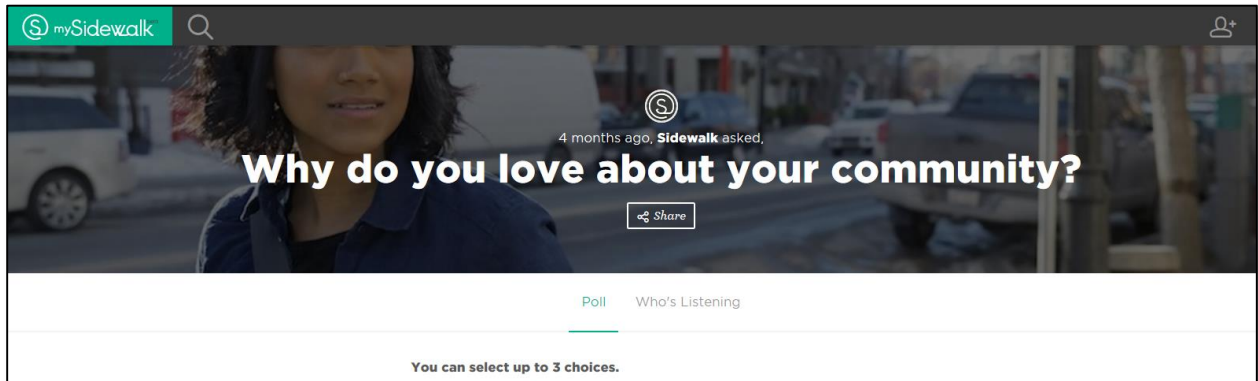 mySidewalk
4 months ago, Sidewalk asked,
Why do you love about your community?
Share
Poll Who's Listening
You can select up to 3 choices.